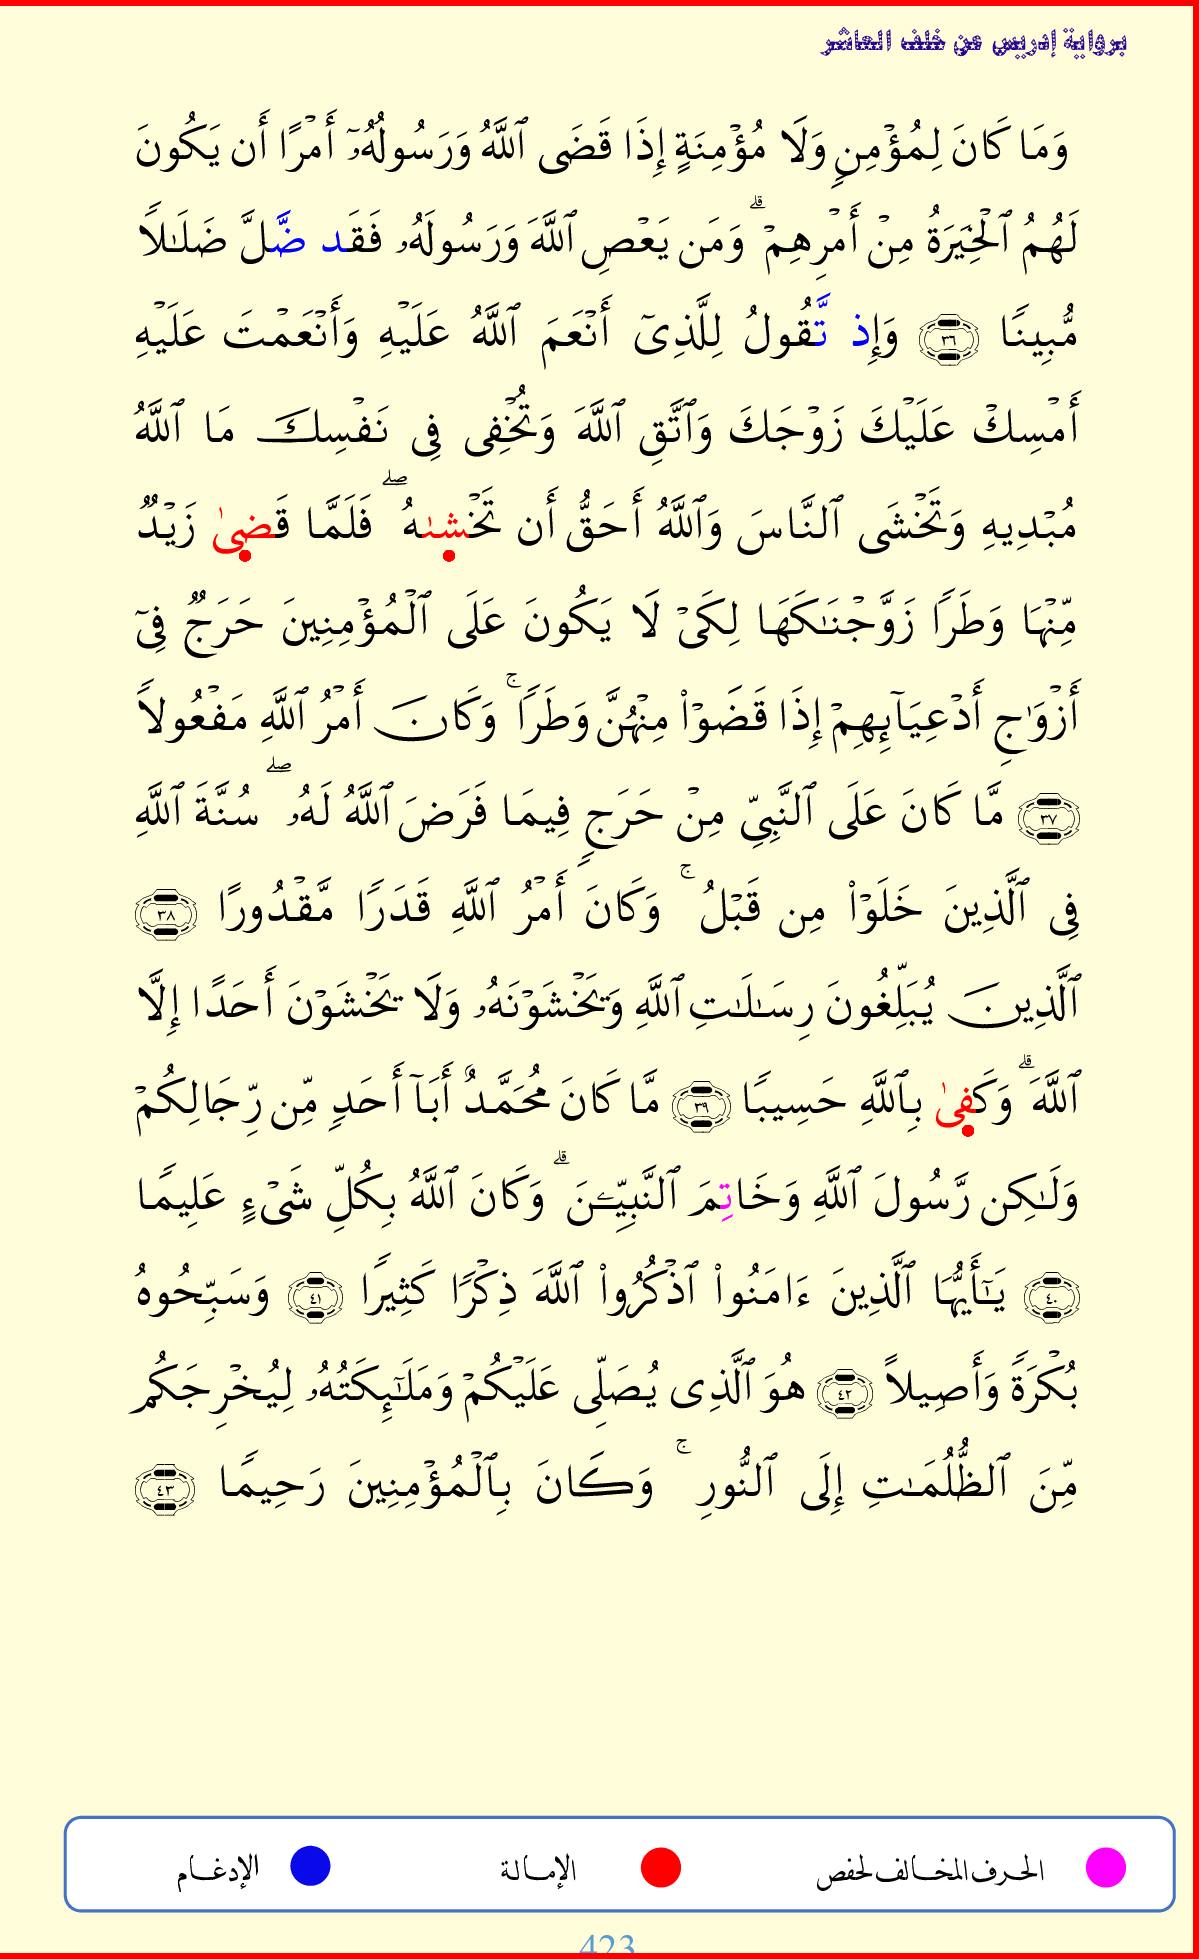 برواية إدريس عن خلف العاشر
وَمَا كَانَ لِمُؤۡمِنٖ وَلَا مُؤۡمِنَةٍ إِذَا قَضَى ٱللَّهُ وَرَسُولُهُۥٓ أَمۡرًا أَن يَكُونَ
لَهُمُ ٱلۡخِيَرَةُ مِنۡ أَمۡرِهِمۡۗ وَمَن يَعۡصِ ٱللَّهَ وَرَسُولَهُۥ فَقَد ضَّلَّ ضَلَٰلٗا
مُّبِينٗا ٣٦ وَإِذ تَّقُولُ لِلَّذِيٓ أَنۡعَمَ ٱللَّهُ عَلَيۡهِ وَأَنۡعَمۡتَ عَلَيۡهِ
أَمۡسِكۡ عَلَيۡكَ زَوۡجَكَ وَٱتَّقِ ٱللَّهَ وَتُخۡفِي فِي نَفۡسِكَ مَا ٱللَّهُ
مُبۡدِيهِ وَتَخۡشَى ٱلنَّاسَ وَٱللَّهُ أَحَقُّ أَن تَخۡشىٰهُۖ فَلَمَّا قَضىٰ زَيۡدٞ
مِّنۡهَا وَطَرٗا زَوَّجۡنَٰكَهَا لِكَيۡ لَا يَكُونَ عَلَى ٱلۡمُؤۡمِنِينَ حَرَجٞ فِيٓ
أَزۡوَٰجِ أَدۡعِيَآئِهِمۡ إِذَا قَضَوۡاْ مِنۡهُنَّ وَطَرٗاۚ وَكَانَ أَمۡرُ ٱللَّهِ مَفۡعُولٗا
٣٧ مَّا كَانَ عَلَى ٱلنَّبِيِّ مِنۡ حَرَجٖ فِيمَا فَرَضَ ٱللَّهُ لَهُۥۖ سُنَّةَ ٱللَّهِ
فِي ٱلَّذِينَ خَلَوۡاْ مِن قَبۡلُۚ وَكَانَ أَمۡرُ ٱللَّهِ قَدَرٗا مَّقۡدُورًا ٣٨
ٱلَّذِينَ يُبَلِّغُونَ رِسَٰلَٰتِ ٱللَّهِ وَيَخۡشَوۡنَهُۥ وَلَا يَخۡشَوۡنَ أَحَدًا إِلَّا
ٱللَّهَۗ وَكَفىٰ بِٱللَّهِ حَسِيبٗا ٣٩ مَّا كَانَ مُحَمَّدٌ أَبَآ أَحَدٖ مِّن رِّجَالِكُمۡ
وَلَٰكِن رَّسُولَ ٱللَّهِ وَخَاتِمَ ٱلنَّبِيِّـۧنَۗ وَكَانَ ٱللَّهُ بِكُلِّ شَيۡءٍ عَلِيمٗا
٤٠ يَٰٓأَيُّهَا ٱلَّذِينَ ءَامَنُواْ ٱذۡكُرُواْ ٱللَّهَ ذِكۡرٗا كَثِيرٗا ٤١ وَسَبِّحُوهُ
بُكۡرَةٗ وَأَصِيلًا ٤٢ هُوَ ٱلَّذِي يُصَلِّي عَلَيۡكُمۡ وَمَلَٰٓئِكَتُهُۥ لِيُخۡرِجَكُم
مِّنَ ٱلظُّلُمَٰتِ إِلَى ٱلنُّورِۚ وَكَانَ بِٱلۡمُؤۡمِنِينَ رَحِيمٗا ٤٣
الحرف المخالف لحفص الإمالة الإدغام
423